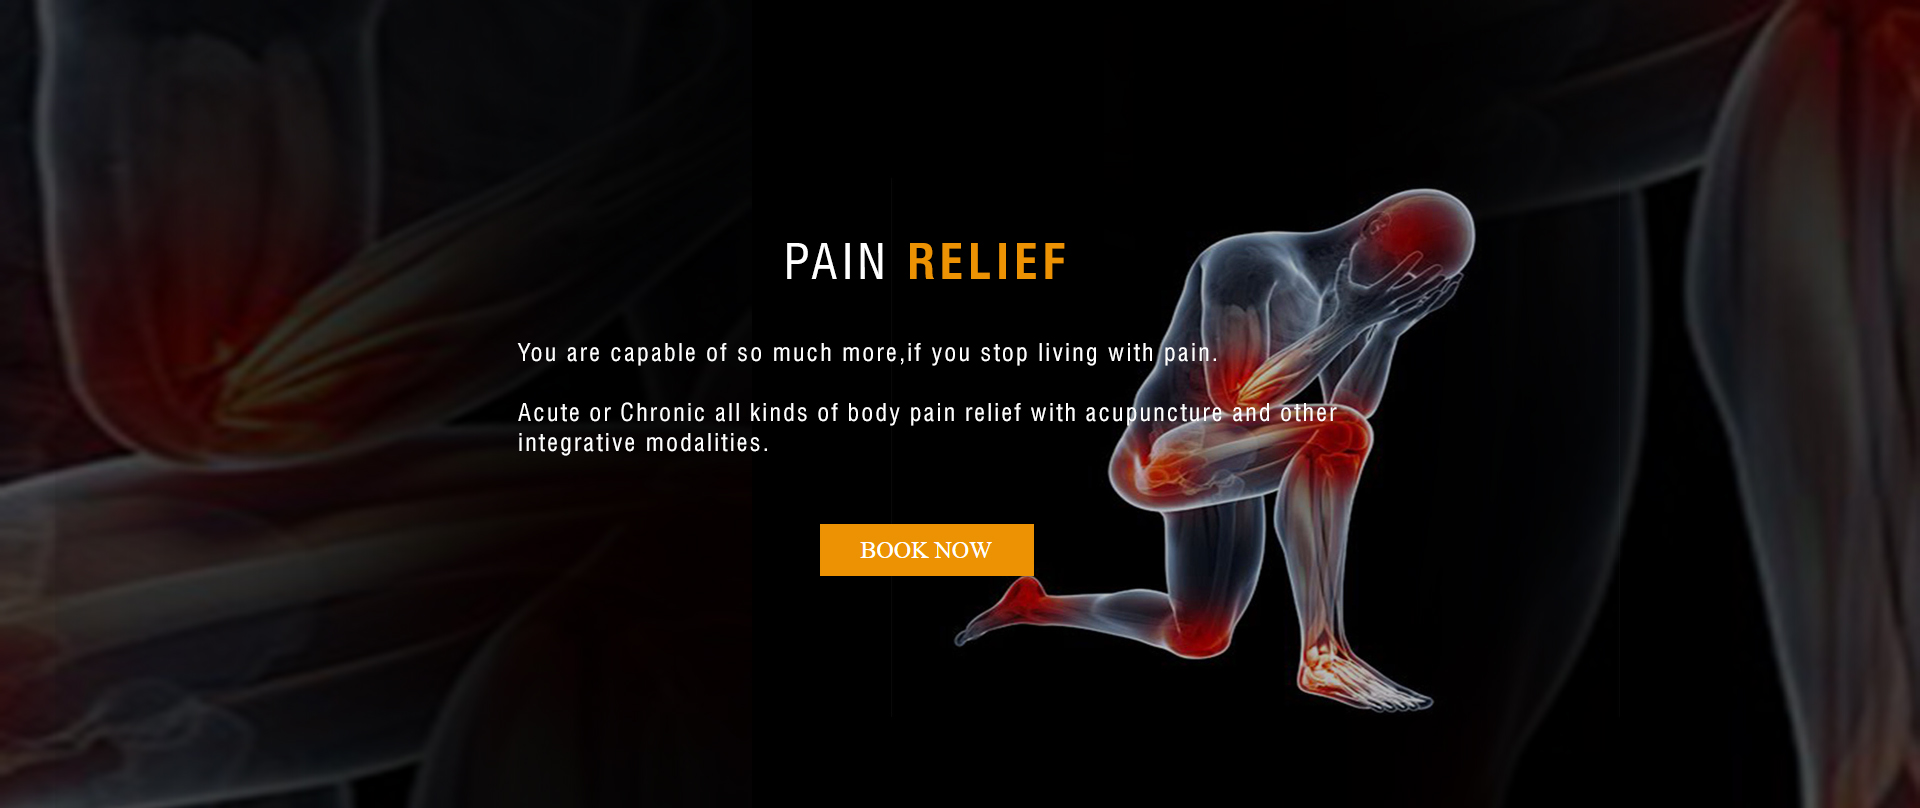 PAIN RELIEF
You are capable of so much more,if you stop living with pain.
Acute or Chronic all kinds of body pain relief with acupuncture and other
integrative modalities.
BOOK NOW